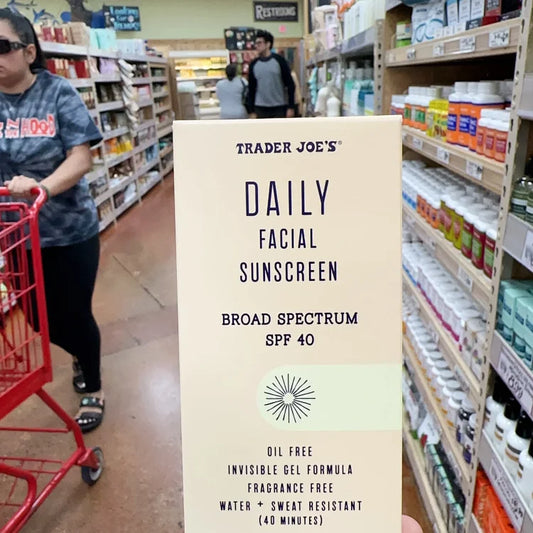 RESTROOMS
TRADER JOE'S®
DAILY
FACIAL
SUNSCREEN
BROAD SPECTRUM
SPF 40
OIL FREE
INVISIBLE GEL FORMULA
FRAGRANCE FREE
WATER + SWEAT RESISTANT
(40 MINUTES)